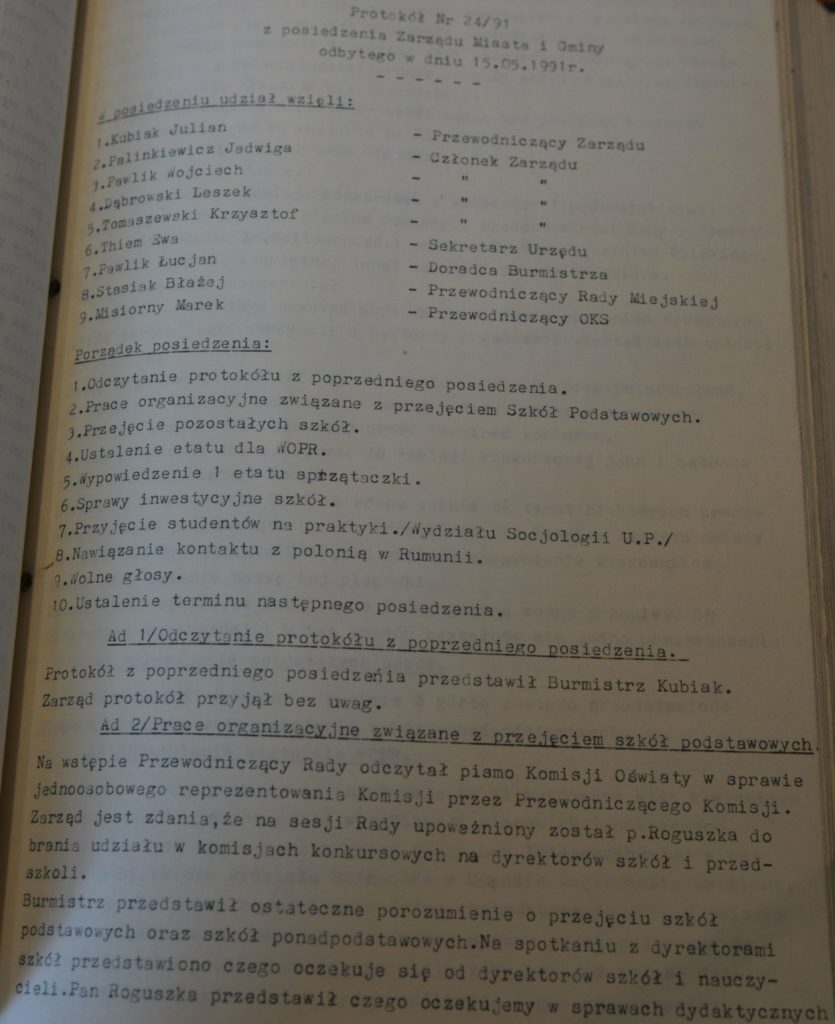 Protokół Nr 24/91
z posiedzenia Zarządu Miasta i Gminy
odbytego w dniu 15.05.1991r.
- - - - - -
W posiedzeniu udział wzięli:
1.Kubiak Julian - Przewodniczący Zarządu
2.Palinkiewicz Jadwiga - Członek Zarządu
3.Pawlik Wojciech - " "
4.Dąbrowski Leszek - " "
5.Tomaszewski Krzysztof - " "
6.Thiem Ewa - Sekretarz Urzędu
7.Pawlik Łucjan - Doradca Burmistrza
8.Stasiak Błażej - Przewodniczący Rady Miejskiej
9.Misiorny Marek - Przewodniczący OKS
Porządek posiedzenia:
1.Odczytanie protokółu z poprzedniego posiedzenia.
2.Prace organizacyjne związane z przejęciem Szkół Podstawowych.
3.Przejęcie pozostałych szkół.
4.Ustalenie etatu dla WOPR.
5.Wypowiedzenie 1 etatu sprzątaczki.
6.Sprawy inwestycyjne szkół.
7.Przyjęcie studentów na praktyki./Wydziału Socjologii U.P./
8.Nawiązanie kontaktu z polonią w Rumunii.
9.Wolne głosy.
10.Ustalenie terminu następnego posiedzenia.
Ad 1/Odczytanie protokółu z poprzedniego posiedzenia.
Protokół z poprzedniego posiedzeńia przedstawił Burmistrz Kubiak.
Zarząd protokół przyjął bez uwag.
Ad 2/Prace organizacyjne związane z przejęciem szkół podstawowych.
Na wstępie Przewodniczący Rady odczytał pismo Komisji Oświaty w sprawie
jednoosobowego reprezentowania Komisji przez Przewodniczącego Komisji.
Zarząd jest zdania,że na sesji Rady upoważniony został p.Roguszka do
brania udziału w komisjach konkursowych na dyrektorów szkół i przed-
szkoli.
Burmistrz przedstawił ostateczne porozumienie o przejęciu szkół
podstawowych oraz szkół ponadpodstawowych.Na spotkaniu z dyrektorami
szkół przedstawiono czego oczekuje się od dyrektorów szkół i nauczy-
cieli.Pan Roguszka przedstawił czego oczekujemy w sprawach dydaktycznych